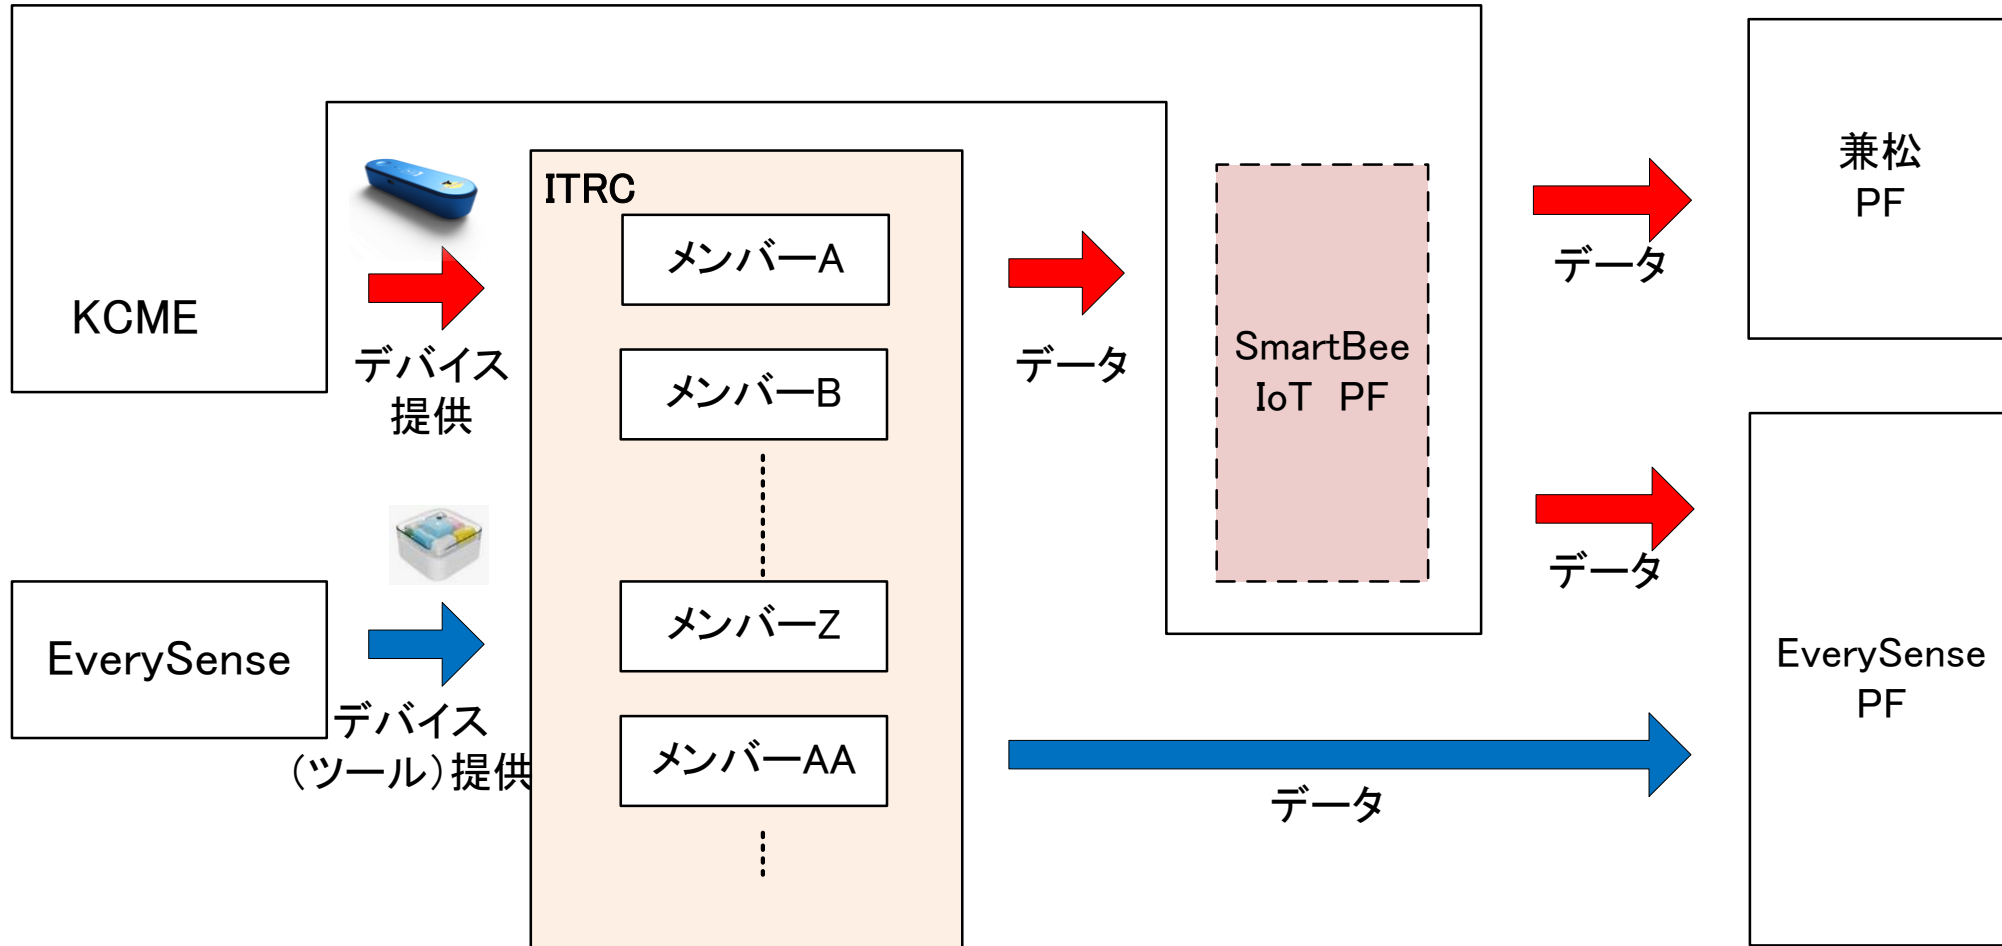 KCME
デバイス
提供
EverySense
デバイス
（ツール）提供
ITRC
メンバーA
メンバーB
メンバーZ
メンバーAA
データ
SmartBee
IoT　PF
データ
データ
データ
兼松
PF
EverySense
PF